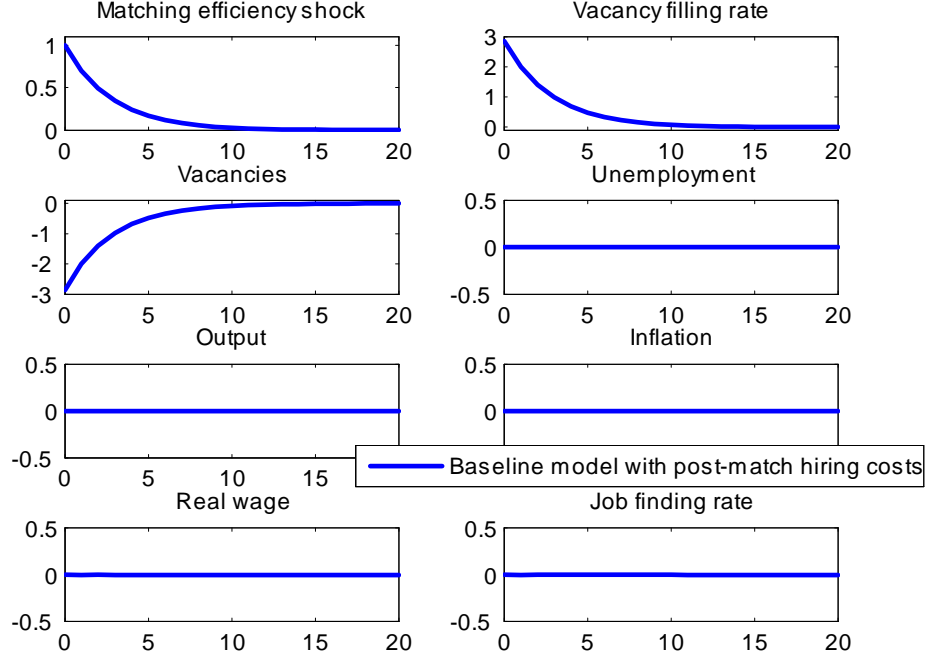 Matching efficiency shock
Vacancy filling rate
1
0.5
0
0 5 10 15 20
3
2
1
0
0 5 10 15 20
Vacancies
Unemployment
0
-1
-2
-3
0 5 10 15 20
0.5
0
-0.5
0 5 10 15 20
Output
Inflation
0.5
0
-0.5
0 5 10 15 20
0.5
0
-0.5
Baseline model with post-match hiring costs
Real wage
Job finding rate
0.5
0
-0.5
0 5 10 15 20
0.5
0
-0.5
0 5 10 15 20